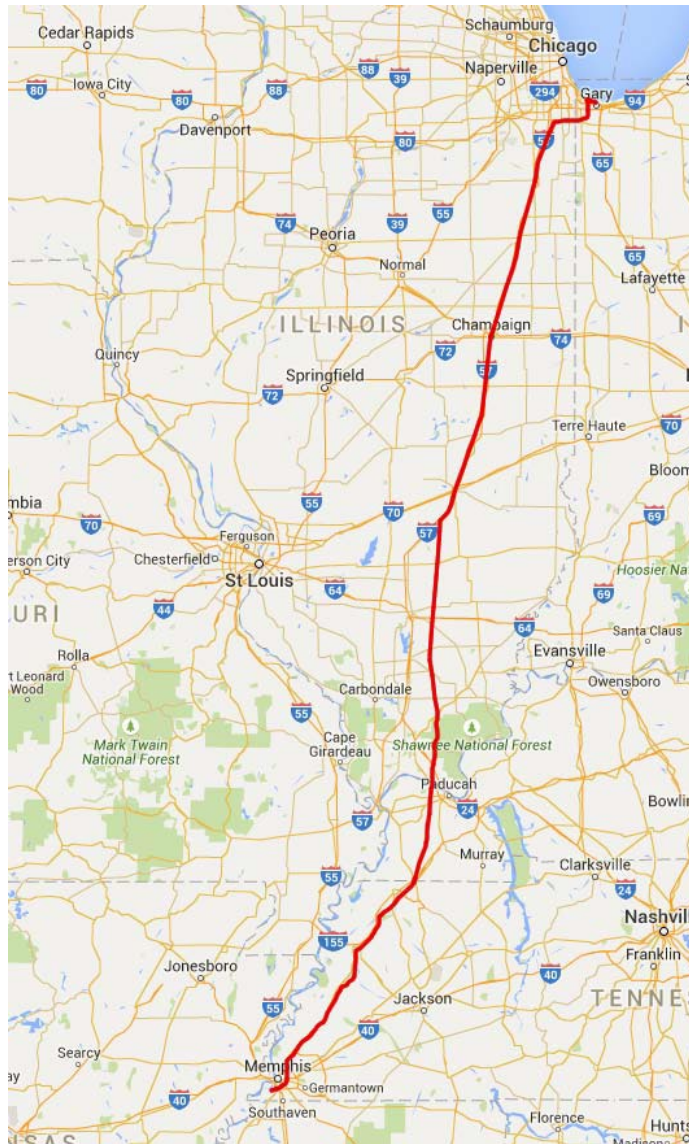 Schaumburg
Cedar Rapids
Chicago
Naperville
88
39
294
Iowa City
80
80
88
Gary
94
Davenport
80
57
65
55
74
39
Peoria
Normal
65
Lafayette
ILLINOIS
Champaign
74
Quincy
72
57
Springfield
72
Terre Haute
70
Bloom
mbia
55
70
70
57
69
Ferguson
erson City
Chesterfield
St Louis
Hoosier Na
64
44
69
URI
64
Santa Claus
Rolla
Evansville
rt Leonard
Wood
Carbondale
Owensboro
55
Mark Twain
National Forest
Cape
Girardeau
Shawnee National Forest
Paducah
24
Bowlin
57
Murray
Clarksville
55
24
Nashvill
155
Franklin
Jonesboro
40
TENNES
55
Jackson
40
Searcy
Memphis
ay
40
Germantown
Southaven
Florence
Hunts
NSAS
Madison